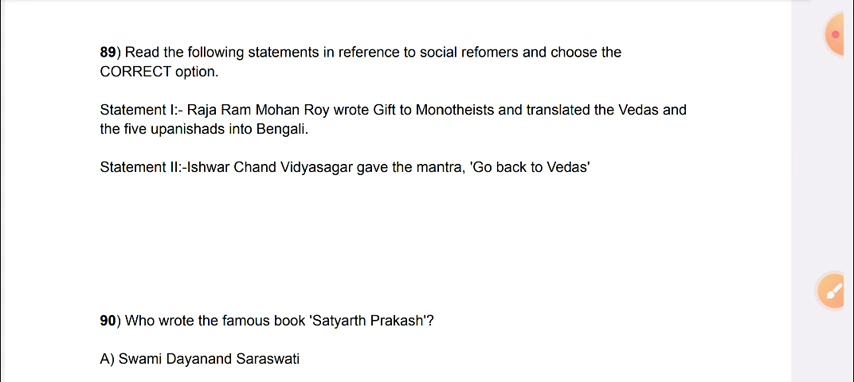 89) Read the following statements in reference to social refomers and choose the
CORRECT option.
Statement I:- Raja Ram Mohan Roy wrote Gift to Monotheists and translated the Vedas and
the five upanishads into Bengali.
Statement II:-Ishwar Chand Vidyasagar gave the mantra, 'Go back to Vedas'
90) Who wrote the famous book 'Satyarth Prakash'?
A) Swami Dayanand Saraswati